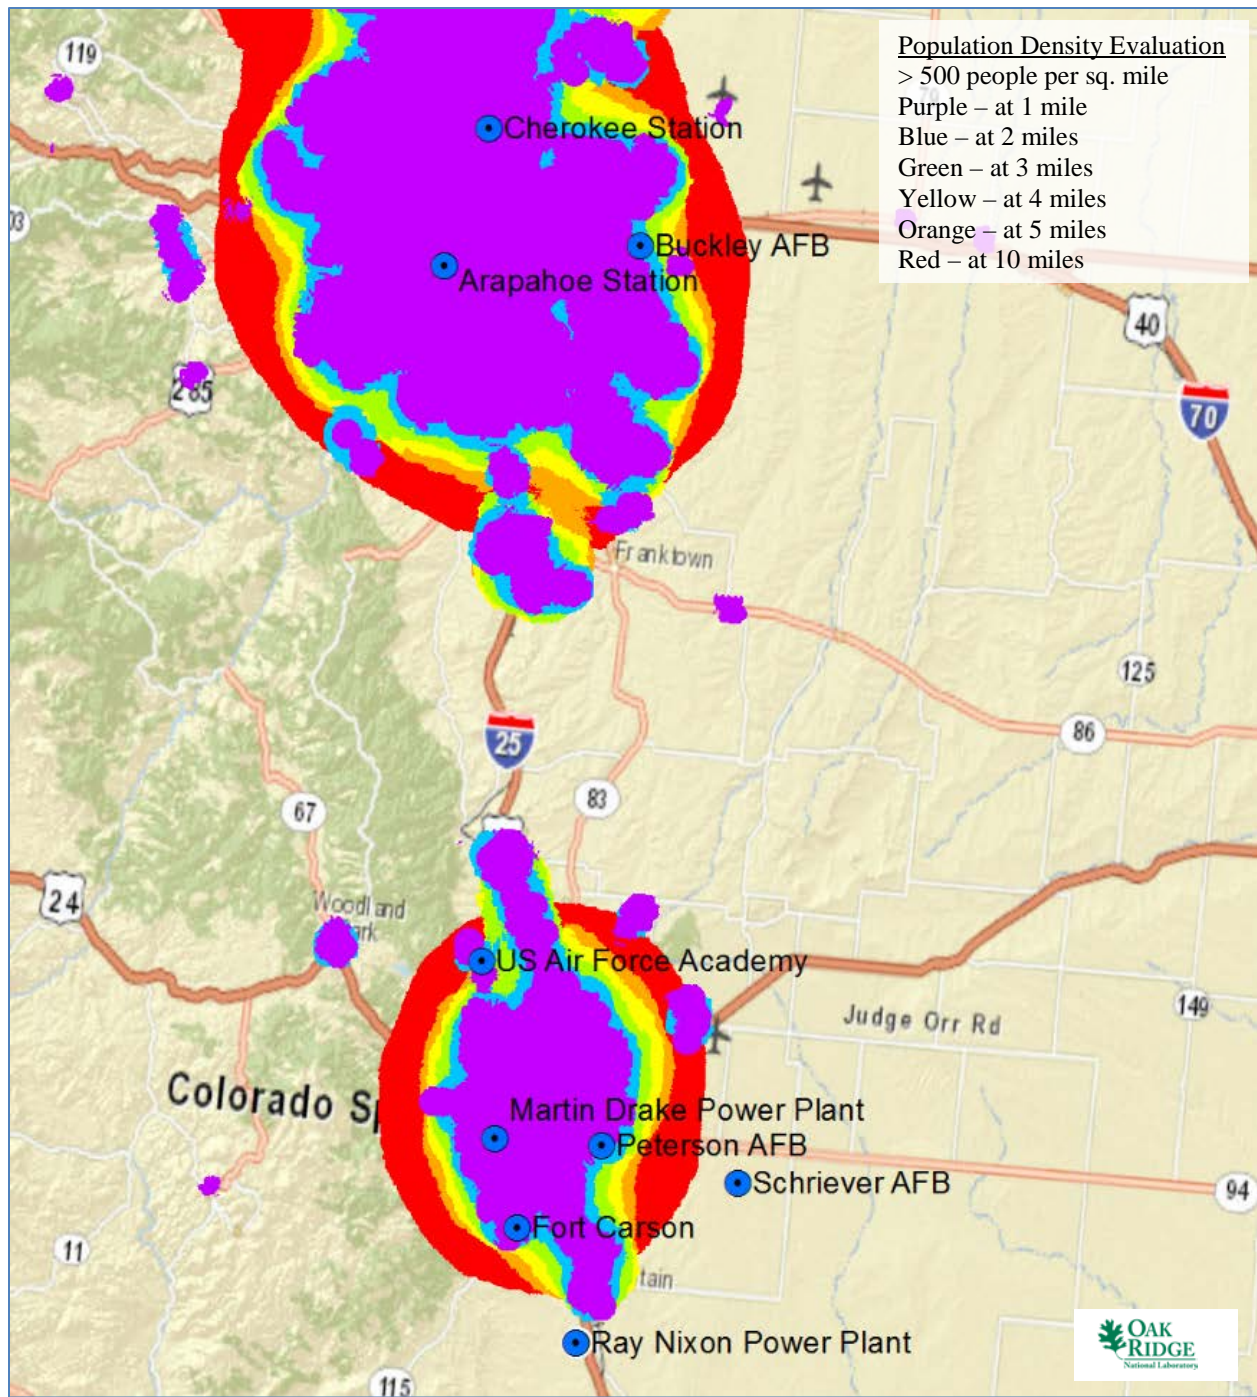 Population Density Evaluation
> 500 people per sq. mile
Purple – at 1 mile
Blue – at 2 miles
Green – at 3 miles
Yellow – at 4 miles
Orange – at 5 miles
Red – at 10 miles
119
Cherokee Station
Buckley AFB
Arapahoe Station
40
285
70
Franktown
125
25
86
83
67
24
Woodland
US Air Force Academy
149
Judge Orr Rd
Colorado Sp
Martin Drake Power Plant
Peterson AFB
Schriever AFB
94
Fort Carson
11
tain
Ray Nixon Power Plant
115
OAK
RIDGE
National Laboratory